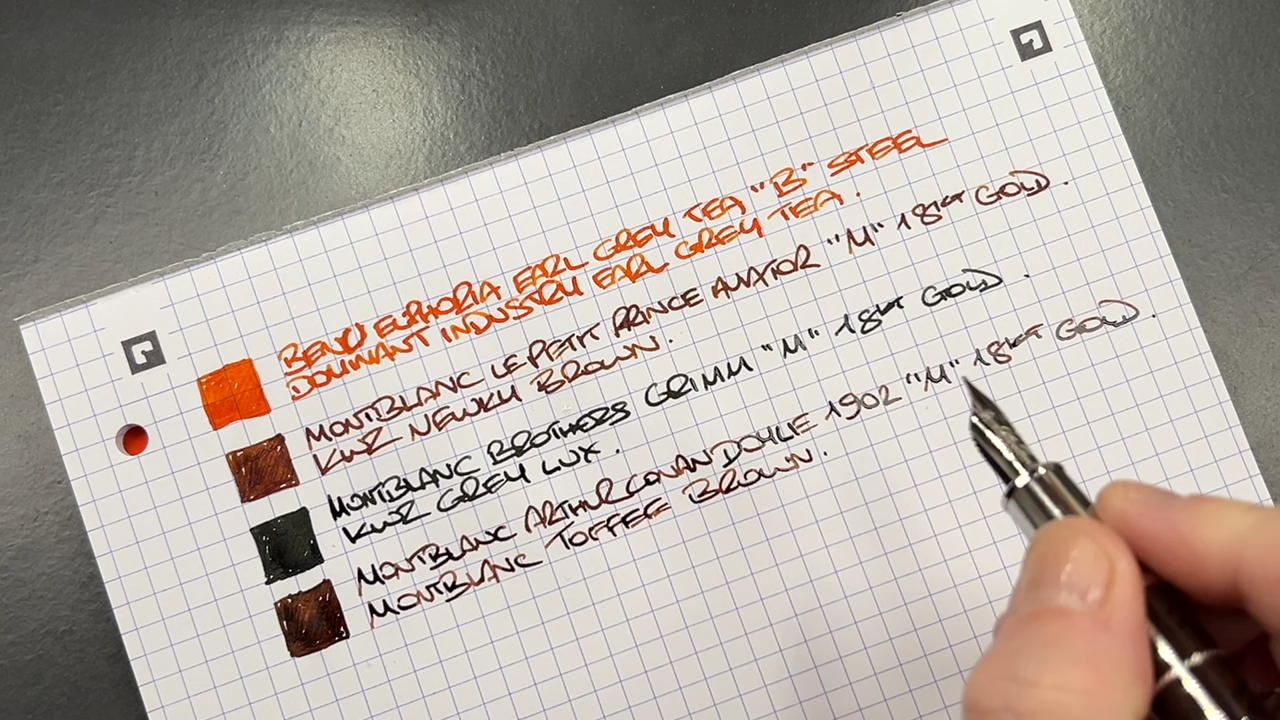 BENU EUPHORIA EARL GREY TEA "B" STEEL
DOMINANT INDUSTRY EARL GREY TEA.
MONTBLANC LE PETIT PRINCE AVIATOR "M" 18KT GOLD.
KWZ NEWKY BROWN.
MONTBLANC BROTHERS GRIMM "M" 18KT GOLD.
KWZ GREY LUX.
MONTBLANC ARTHUR CONAN DOYLE 1902 "M" 18KT GOLD.
MONTBLANC TOFFEE BROWN.